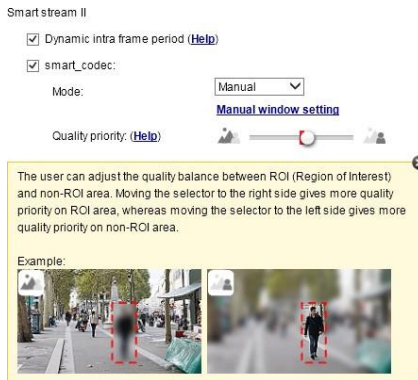 Smart stream II
Dynamic intra frame period (Help)
smart_codec:
Mode:
Manual
Manual window setting
Quality priority: (Help)
The user can adjust the quality balance between ROI (Region of Interest)
and non-ROI area. Moving the selector to the right side gives more quality
priority on ROI area, whereas moving the selector to the left side gives more
quality priority on non-ROI area.
Example: